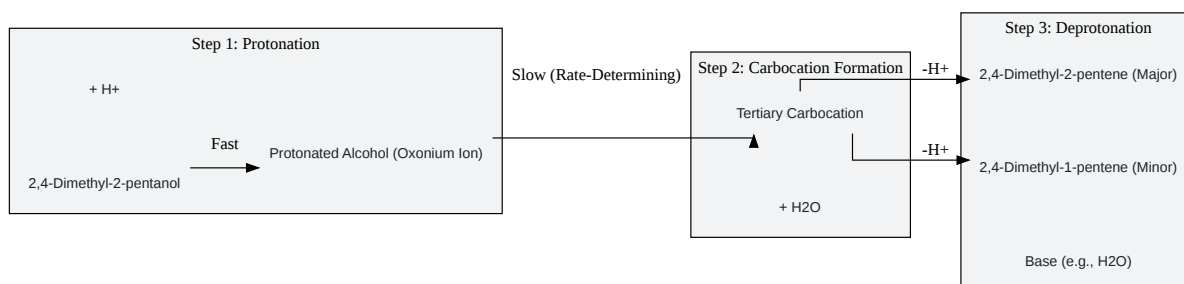 Step 1: Protonation
+ H+
Fast
Protonated Alcohol (Oxonium Ion)
2,4-Dimethyl-2-pentanol
Slow (Rate-Determining)
Step 2: Carbocation Formation
Tertiary Carbocation
+ H2O
-H+
-H+
Step 3: Deprotonation
2,4-Dimethyl-2-pentene (Major)
2,4-Dimethyl-1-pentene (Minor)
Base (e.g., H2O)